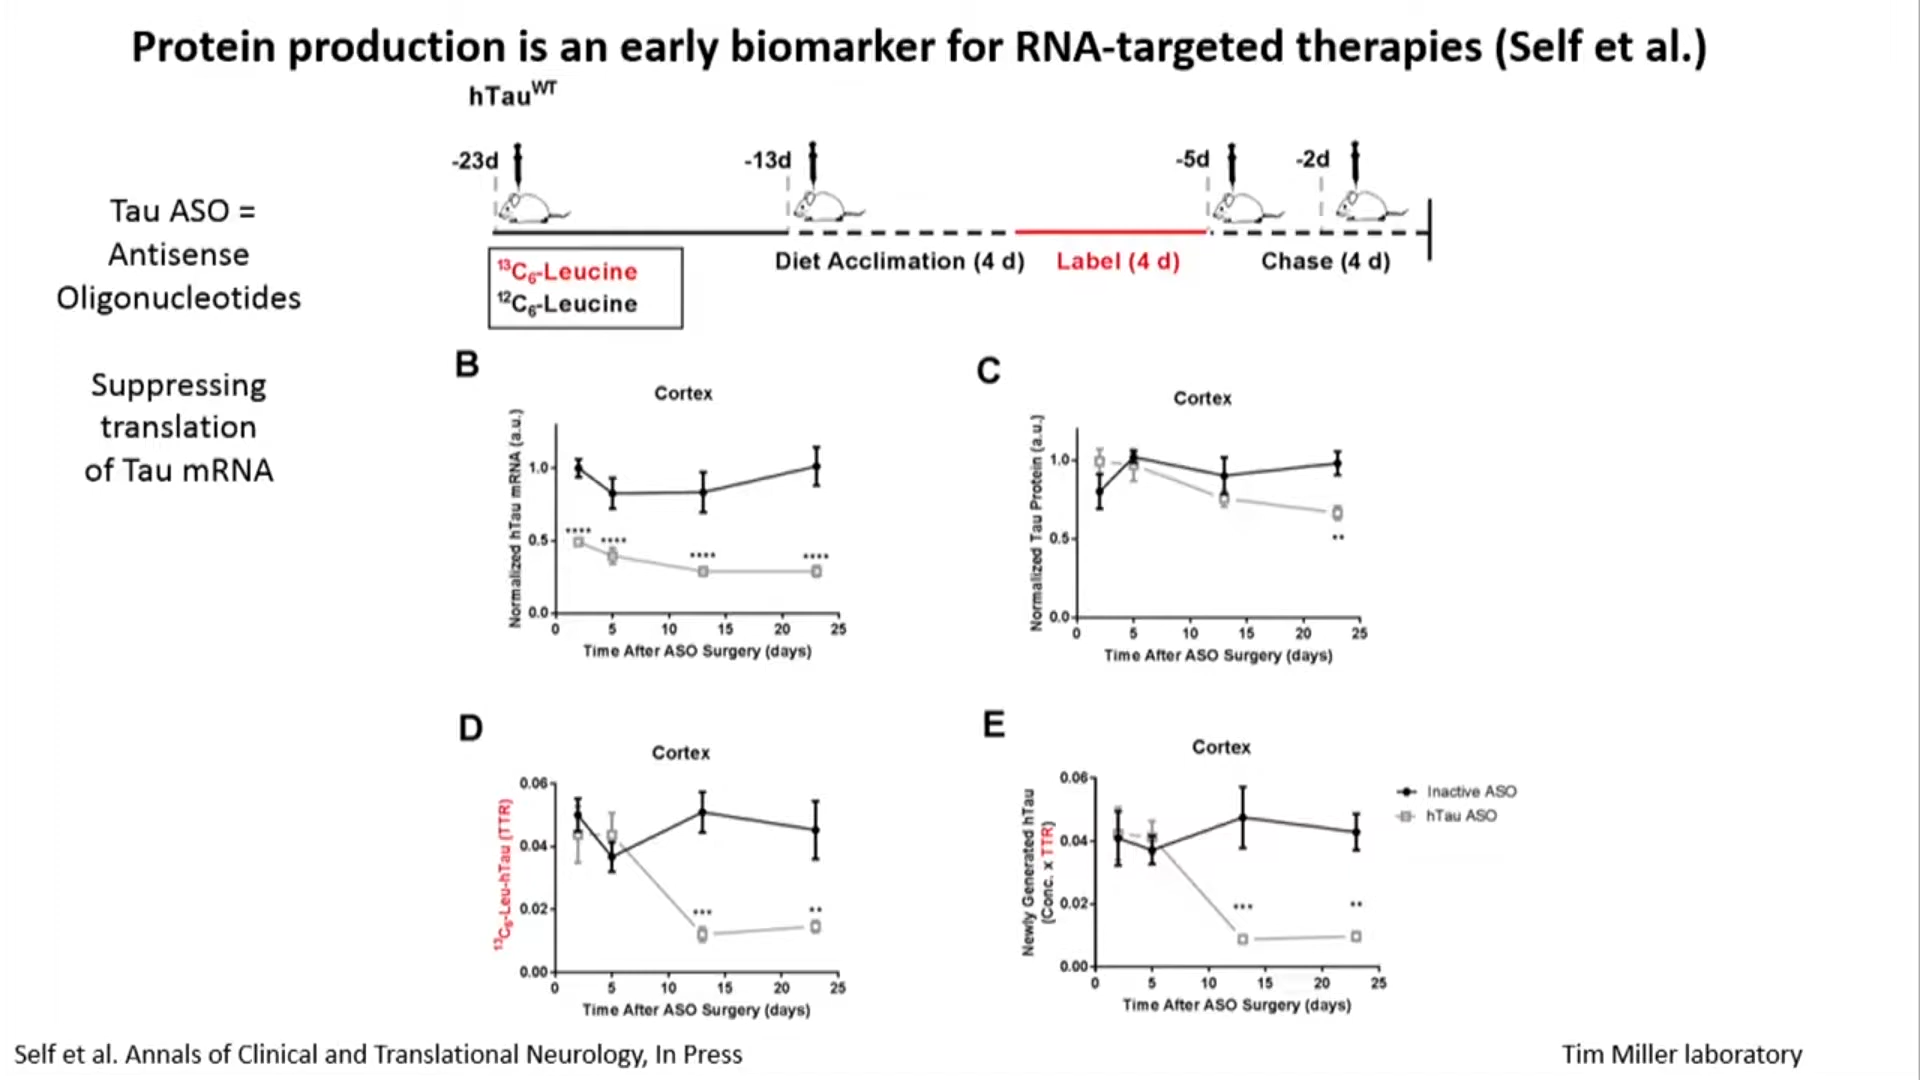 Protein production is an early biomarker for RNA-targeted therapies (Self et al.)
hTauWT
-23d
-13d
-5d
-2d
Tau ASO =
Antisense
Oligonucleotides
Diet Acclimation (4 d)
Label (4 d)
Chase (4 d)
13C6-Leucine
12C6-Leucine
Suppressing
translation
of Tau mRNA
B
Cortex
Normalized hTau mRNA (a.u.)
1.0
0.5
0.0
**** **** **** ****
0 5 10 15 20 25
Time After ASO Surgery (days)
C
Cortex
Normalized Tau Protein (a.u.)
1.0
0.5
0.0
**
0 5 10 15 20 25
Time After ASO Surgery (days)
D
Cortex
13C6-Leu-hTau (TTR)
0.06
0.04
0.02
0.00
*** **
0 5 10 15 20 25
Time After ASO Surgery (days)
E
Cortex
Newly Generated hTau
(Conc. x TTR)
0.06
0.04
0.02
0.00
*** **
0 5 10 15 20 25
Time After ASO Surgery (days)
Inactive ASO
hTau ASO
Self et al. Annals of Clinical and Translational Neurology, In Press
Tim Miller laboratory